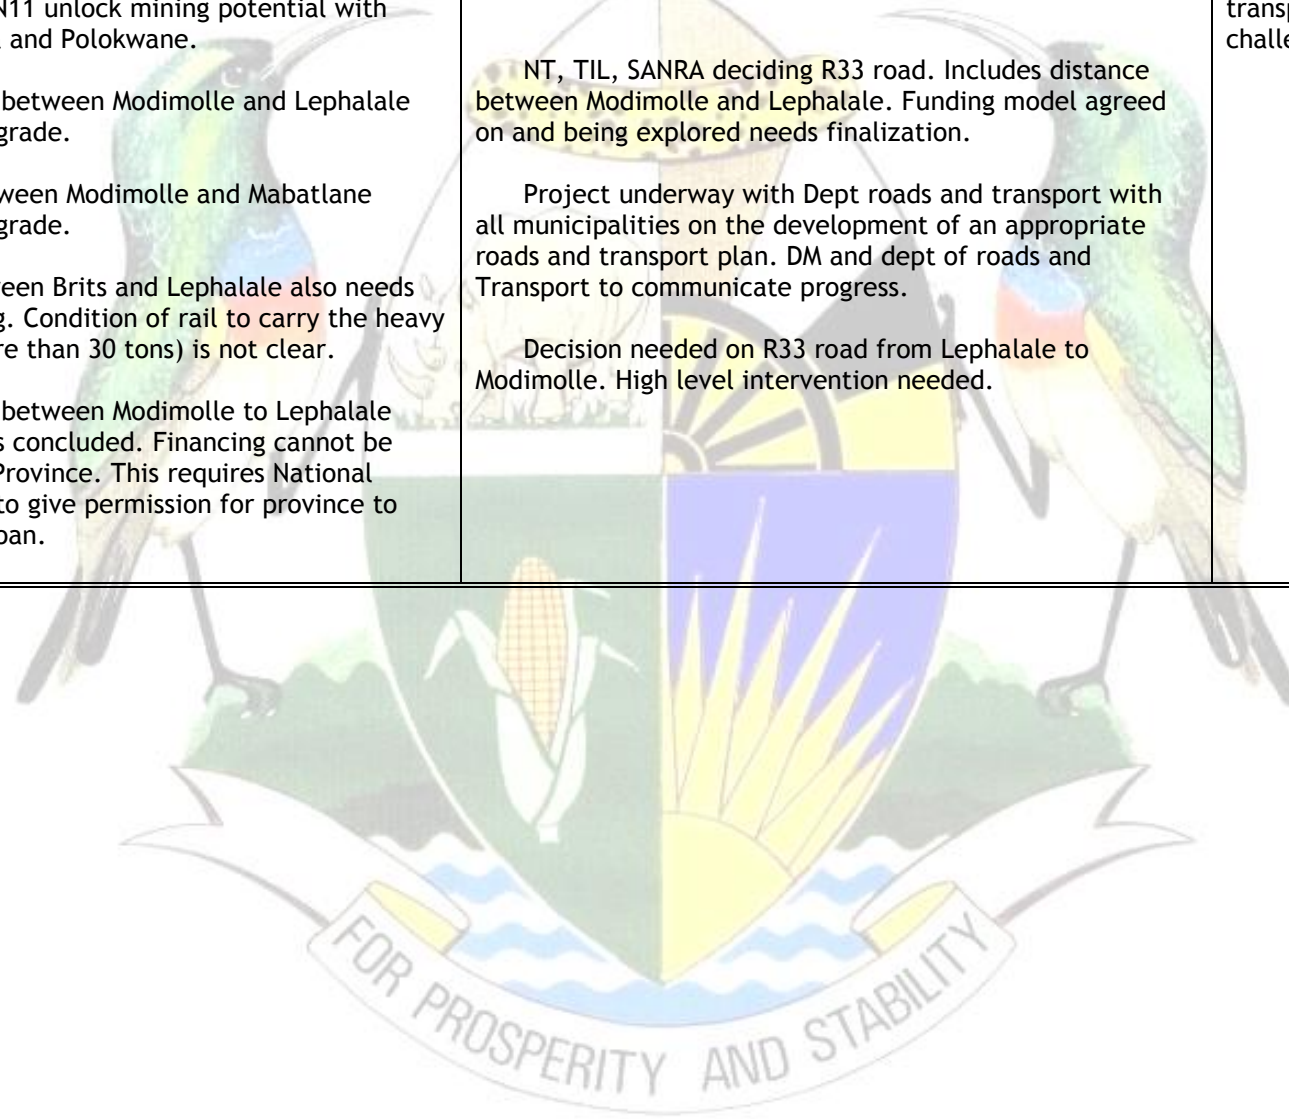 N11 unlock mining potential with
and Polokwane.
between Modimolle and Lephalale
grade.
ween Modimolle and Mabatlane
grade.
een Brits and Lephalale also needs
g. Condition of rail to carry the heavy
re than 30 tons) is not clear.
between Modimolle to Lephalale
s concluded. Financing cannot be
Province. This requires National
to give permission for province to
oan.
NT, TIL, SANRA deciding R33 road. Includes distance
between Modimolle and Lephalale. Funding model agreed
on and being explored needs finalization.
Project underway with Dept roads and transport with
all municipalities on the development of an appropriate
roads and transport plan. DM and dept of roads and
Transport to communicate progress.
Decision needed on R33 road from Lephalale to
Modimolle. High level intervention needed.
transp
challe
FOR PROSPERITY AND STABILITY